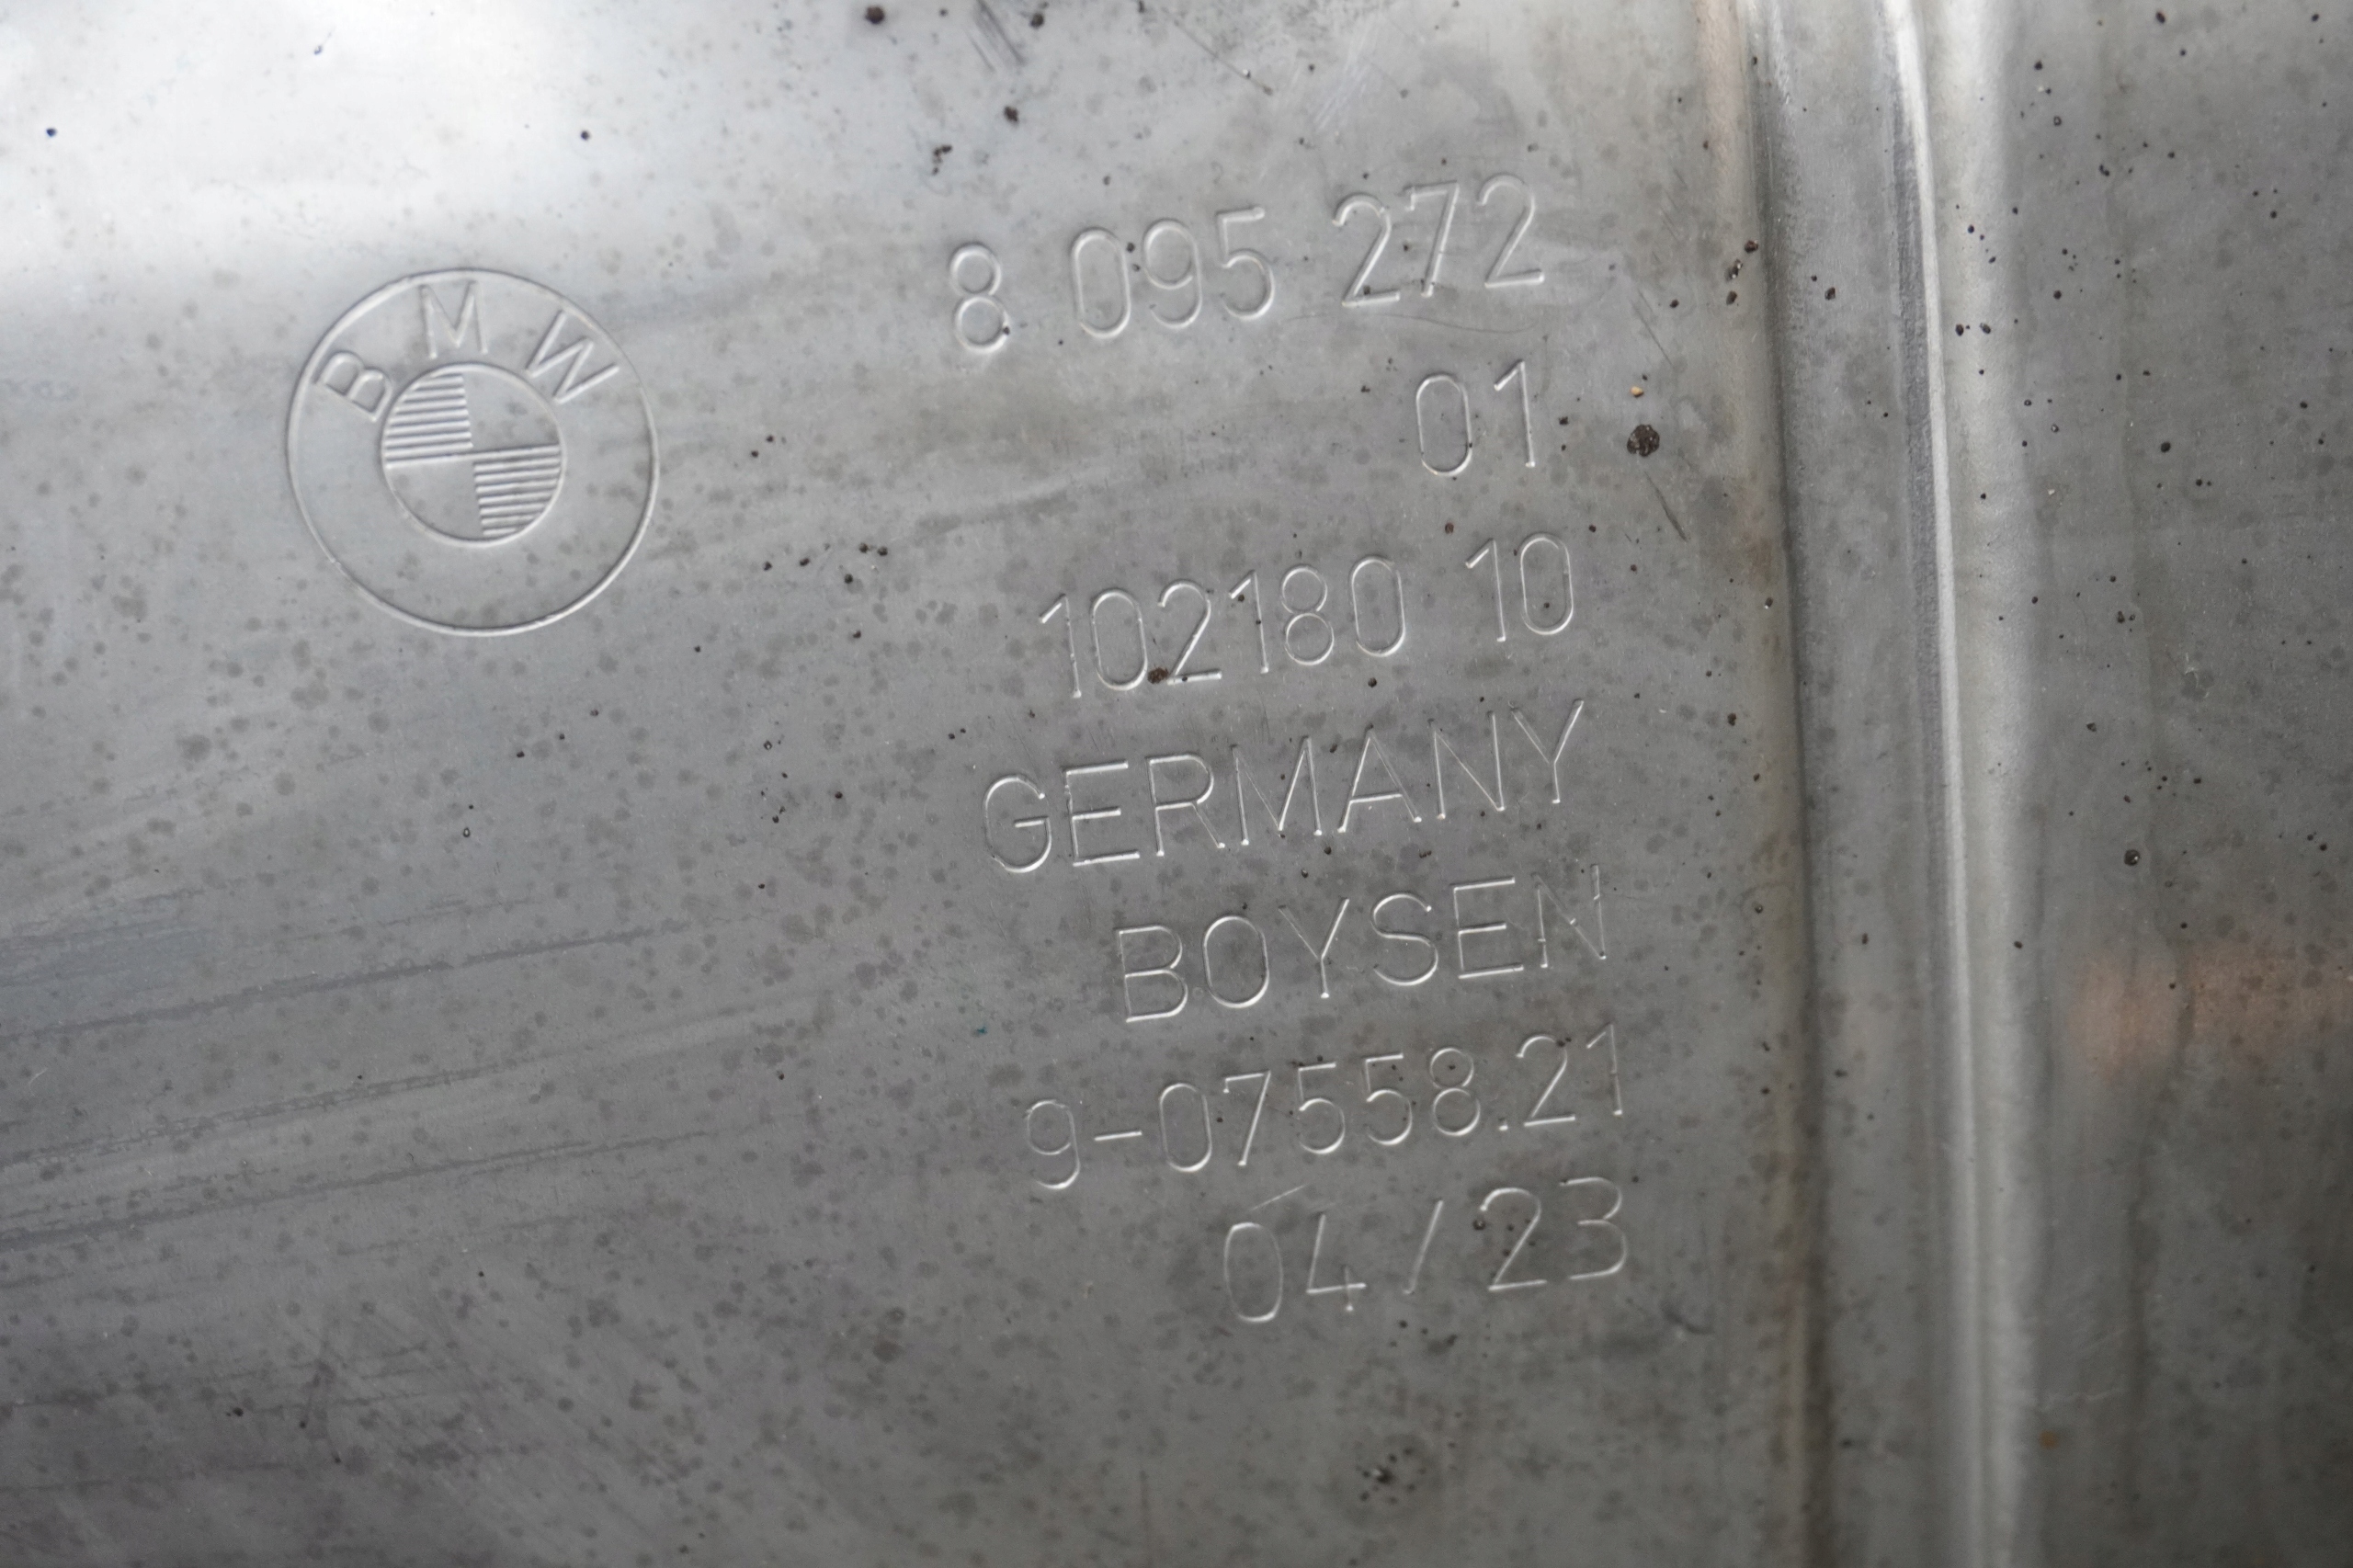 BMW
8 095 272
01
102180 10
GERMANY
BOYSEN
9-07558.21
04/23